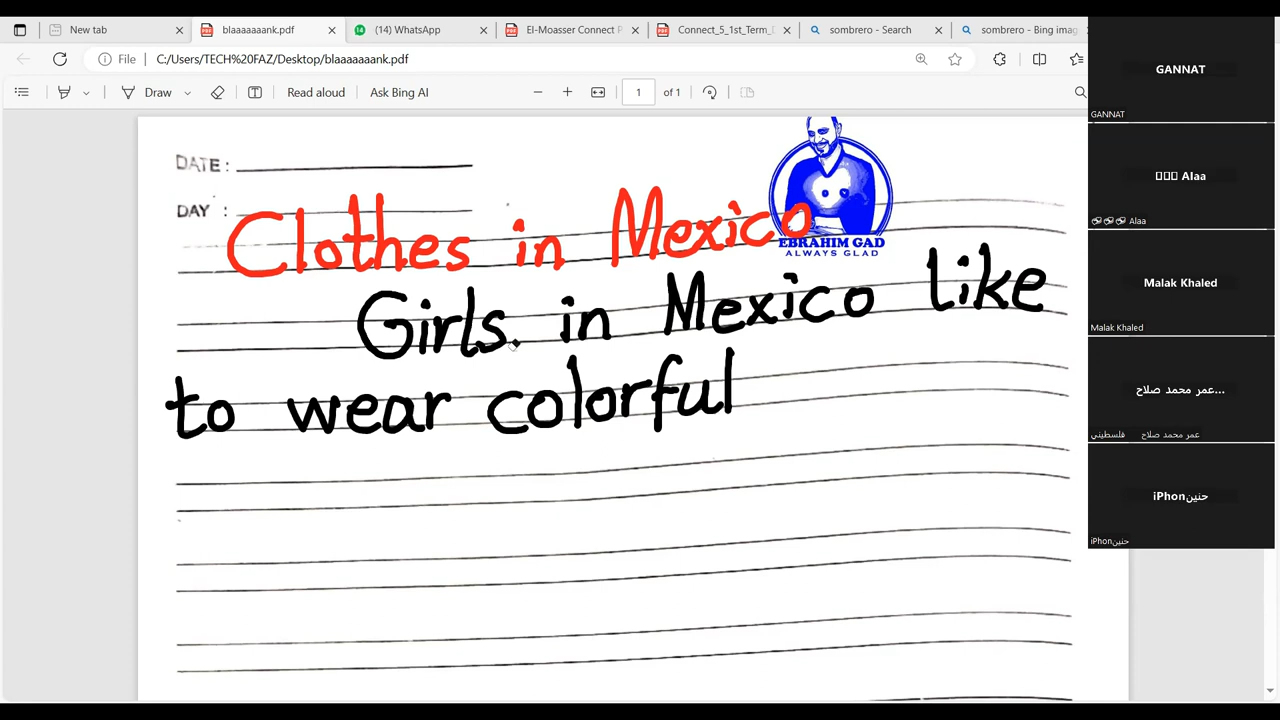 New tab
blaaaaaaank.pdf
(14) WhatsApp
El-Moasser Connect P
Connect_5_1st_Term_D
sombrero - Search
sombrero - Bing imag
File
C:/Users/TECH%20FAZ/Desktop/blaaaaaaank.pdf
Draw
Read aloud
Ask Bing AI
1
of 1
DATE :
DAY :
EBRAHIM GAD
ALWAYS GLAD
Clothes in Mexico
Girls. in Mexico like
to wear colorful
GANNAT
GANNAT
Alaa
Alaa
Malak Khaled
Malak Khaled
عمر محمد صلاح...
عمر محمد صلاح فلسطيني
iPhonحنين
iPhonحنين